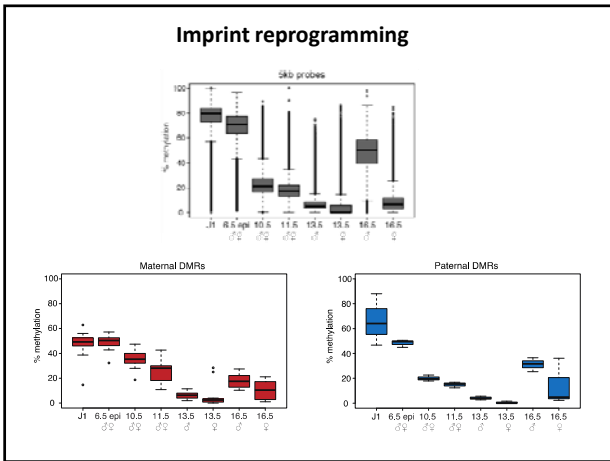 Imprint reprogramming
5kb probes
% methylation
100
80
60
40
20
0
J1 6.5 epi 10.5 11.5 13.5 13.5 16.5 16.5
♂♀ ♂♀ ♂♀ ♂ ♀ ♂ ♀
Maternal DMRs
% methylation
100
80
60
40
20
0
J1 6.5 epi 10.5 11.5 13.5 13.5 16.5 16.5
♂♀ ♂♀ ♂♀ ♂ ♀ ♂ ♀
Paternal DMRs
% methylation
100
80
60
40
20
0
J1 6.5 epi 10.5 11.5 13.5 13.5 16.5 16.5
♂♀ ♂♀ ♂♀ ♂ ♀ ♂ ♀